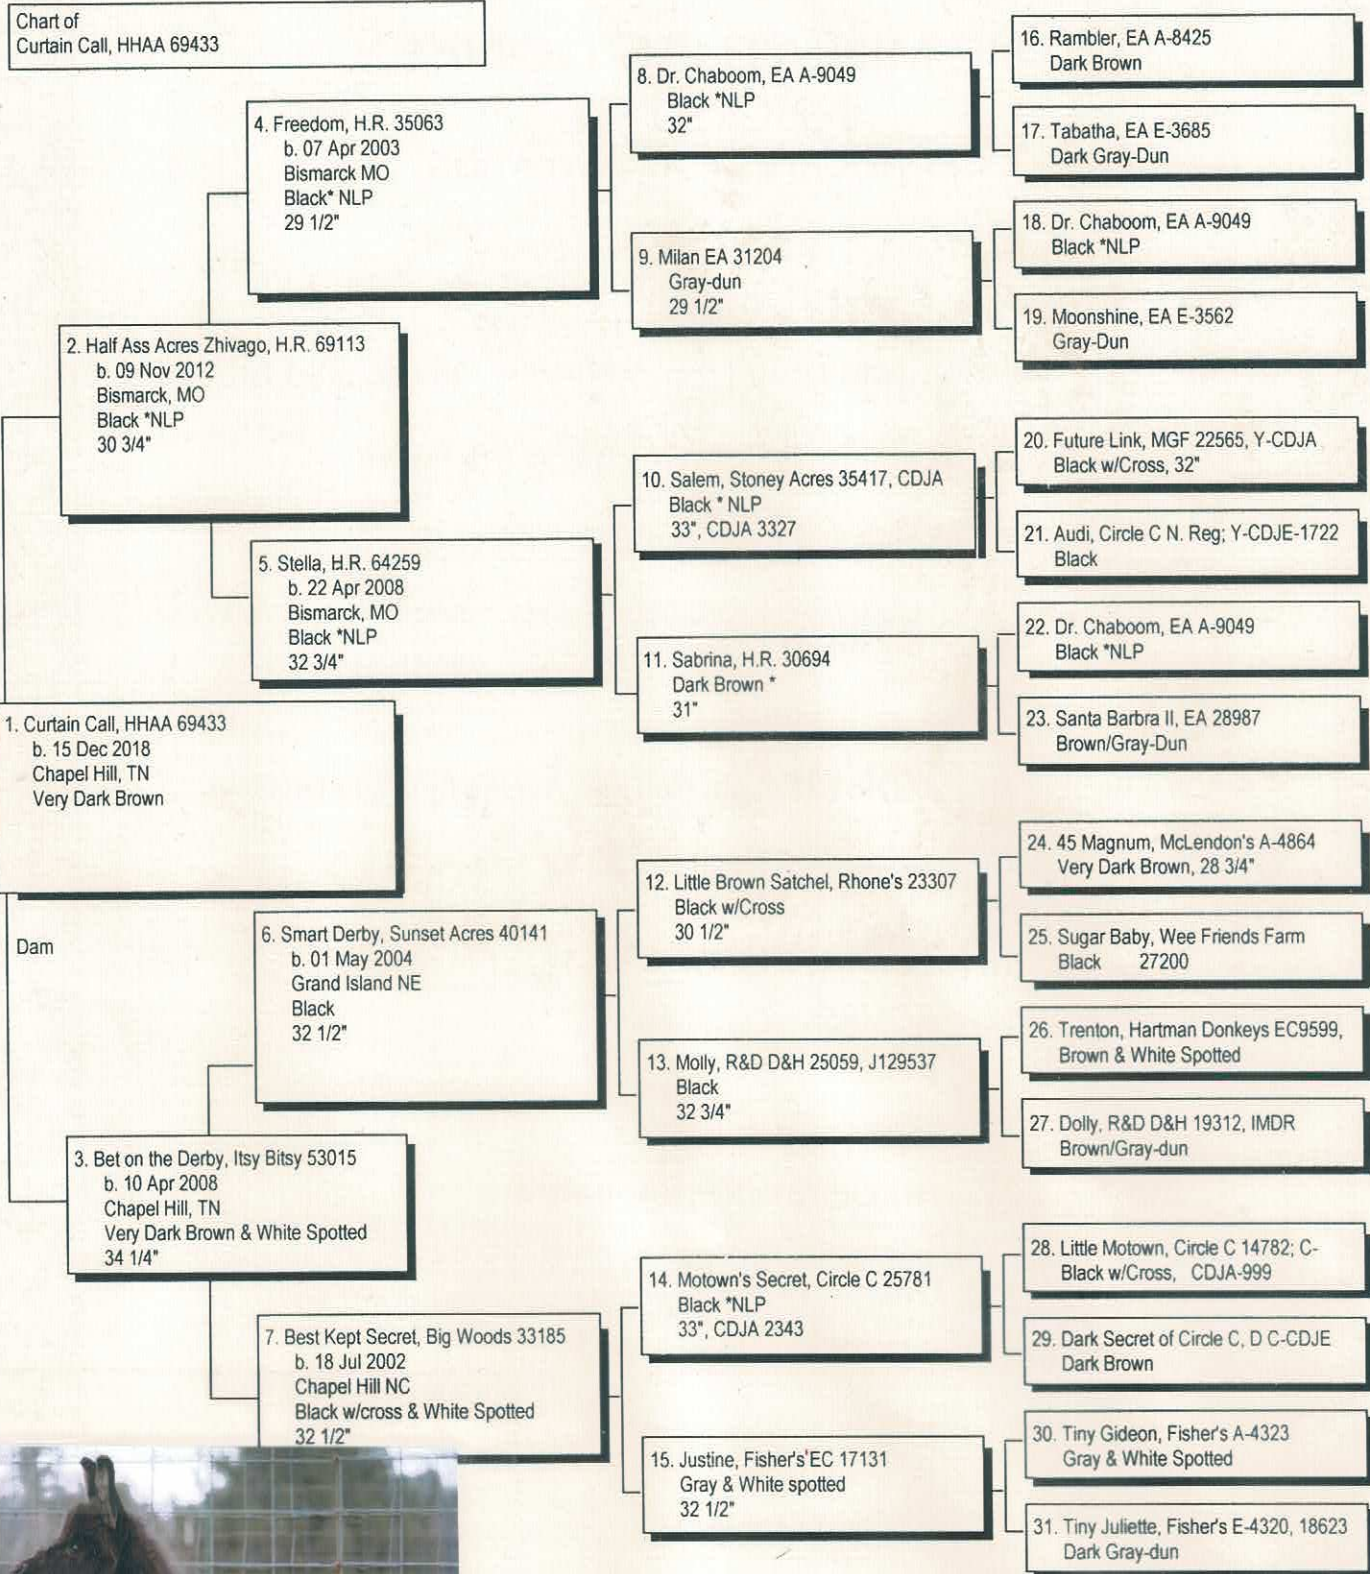 Chart of
Curtain Call, HHAA 69433
1. Curtain Call, HHAA 69433
b. 15 Dec 2018
Chapel Hill, TN
Very Dark Brown
Dam
2. Half Ass Acres Zhivago, H.R. 69113
b. 09 Nov 2012
Bismarck, MO
Black *NLP
30 3/4"
3. Bet on the Derby, Itsy Bitsy 53015
b. 10 Apr 2008
Chapel Hill, TN
Very Dark Brown & White Spotted
34 1/4"
4. Freedom, H.R. 35063
b. 07 Apr 2003
Bismarck MO
Black* NLP
29 1/2"
5. Stella, H.R. 64259
b. 22 Apr 2008
Bismarck, MO
Black *NLP
32 3/4"
6. Smart Derby, Sunset Acres 40141
b. 01 May 2004
Grand Island NE
Black
32 1/2"
7. Best Kept Secret, Big Woods 33185
b. 18 Jul 2002
Chapel Hill NC
Black w/cross & White Spotted
32 1/2"
8. Dr. Chaboom, EA A-9049
Black *NLP
32"
9. Milan EA 31204
Gray-dun
29 1/2"
10. Salem, Stoney Acres 35417, CDJA
Black * NLP
33", CDJA 3327
11. Sabrina, H.R. 30694
Dark Brown *
31"
12. Little Brown Satchel, Rhone's 23307
Black w/Cross
30 1/2"
13. Molly, R&D D&H 25059, J129537
Black
32 3/4"
14. Motown's Secret, Circle C 25781
Black *NLP
33", CDJA 2343
15. Justine, Fisher's EC 17131
Gray & White spotted
32 1/2"
16. Rambler, EA A-8425
Dark Brown
17. Tabatha, EA E-3685
Dark Gray-Dun
18. Dr. Chaboom, EA A-9049
Black *NLP
19. Moonshine, EA E-3562
Gray-Dun
20. Future Link, MGF 22565, Y-CDJA
Black w/Cross, 32"
21. Audi, Circle C N. Reg; Y-CDJE-1722
Black
22. Dr. Chaboom, EA A-9049
Black *NLP
23. Santa Barbra II, EA 28987
Brown/Gray-Dun
24. 45 Magnum, McLendon's A-4864
Very Dark Brown, 28 3/4"
25. Sugar Baby, Wee Friends Farm
Black 27200
26. Trenton, Hartman Donkeys EC9599,
Brown & White Spotted
27. Dolly, R&D D&H 19312, IMDR
Brown/Gray-dun
28. Little Motown, Circle C 14782; C-
Black w/Cross, CDJA-999
29. Dark Secret of Circle C, D C-CDJE
Dark Brown
30. Tiny Gideon, Fisher's A-4323
Gray & White Spotted
31. Tiny Juliette, Fisher's E-4320, 18623
Dark Gray-dun